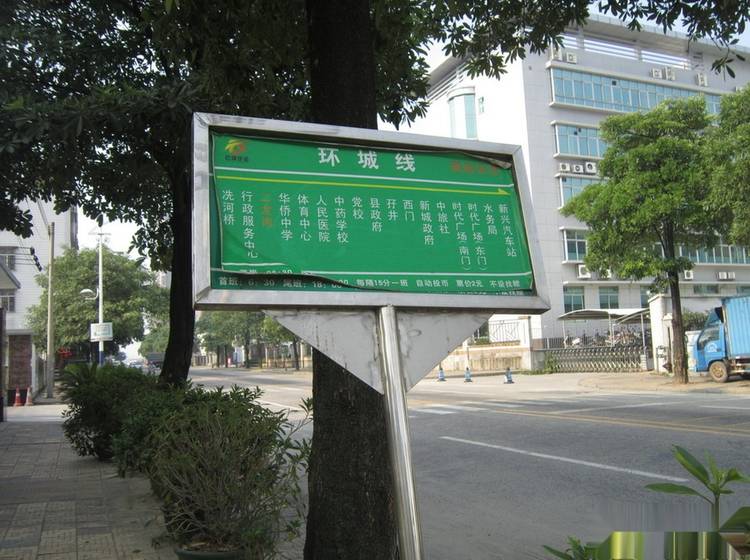 环城线
冼河桥
行政服务中心
华侨中学
体育中心
人民医院
中药学校
党校
县政府
孖井
西门
新城政府
中旅社
时代广场(南门)
时代广场(东门)
水务局
新兴汽车站
首班:6:30 尾班:18:00 每隔15分一班 自动投币 票价2元 不设找赎